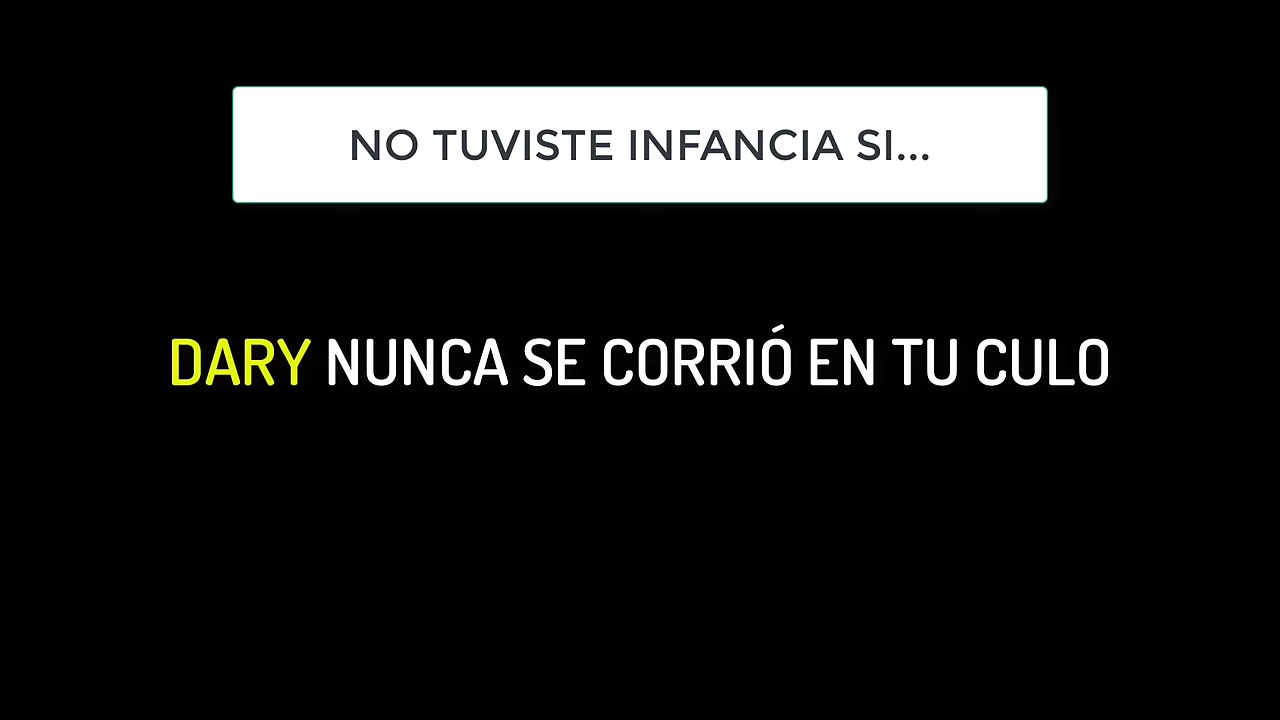 NO TUVISTE INFANCIA SI...
DARY NUNCA SE CORRIÓ EN TU CULO